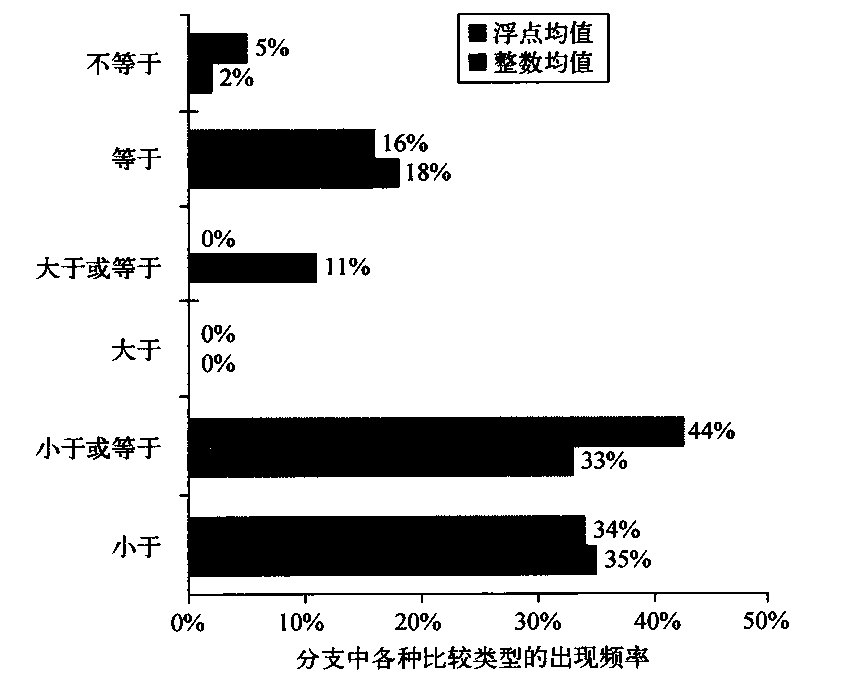 浮点均值
整数均值
不等于
5%
2%
等于
16%
18%
大于或等于
0%
11%
大于
0%
0%
小于或等于
44%
33%
小于
34%
35%
0% 10% 20% 30% 40% 50%
分支中各种比较类型的出现频率